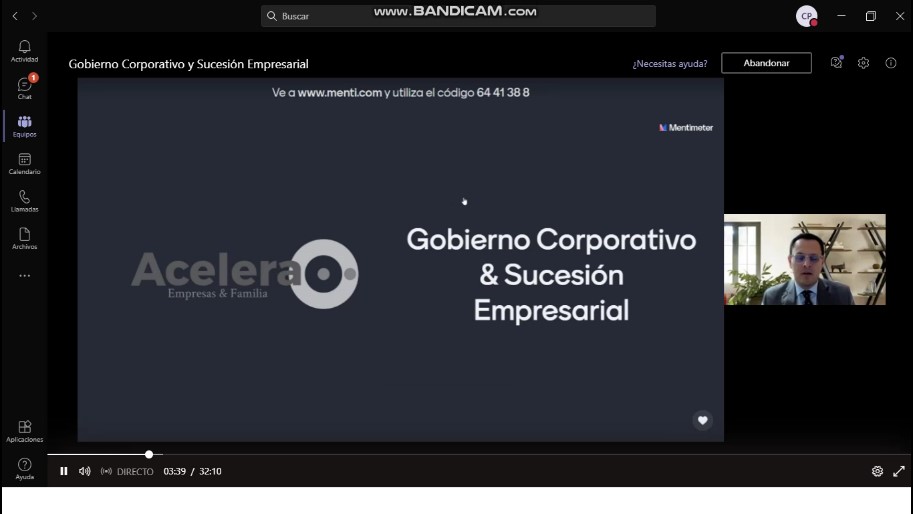 Buscar
WWW.BANDICAM.COM
CP
Actividad
1
Chat
Equipos
Calendario
Llamadas
Archivos
Aplicaciones
Ayuda
Gobierno Corporativo y Sucesión Empresarial
¿Necesitas ayuda?
Abandonar
Ve a www.menti.com y utiliza el código 64 41 38 8
Mentimeter
Acelera
Empresas & Familia
Gobierno Corporativo
& Sucesión
Empresarial
DIRECTO
03:39 / 32:10